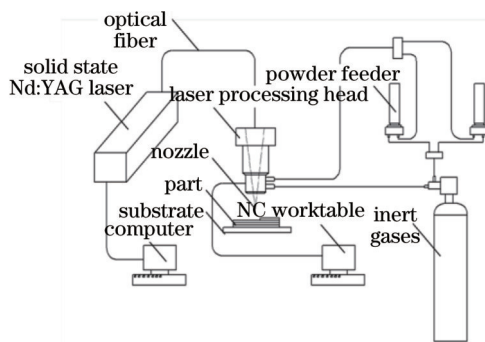 optical
fiber
solid state
Nd:YAG laser
powder feeder
laser processing head
nozzle
part
substrate
computer
NC worktable
inert
gases